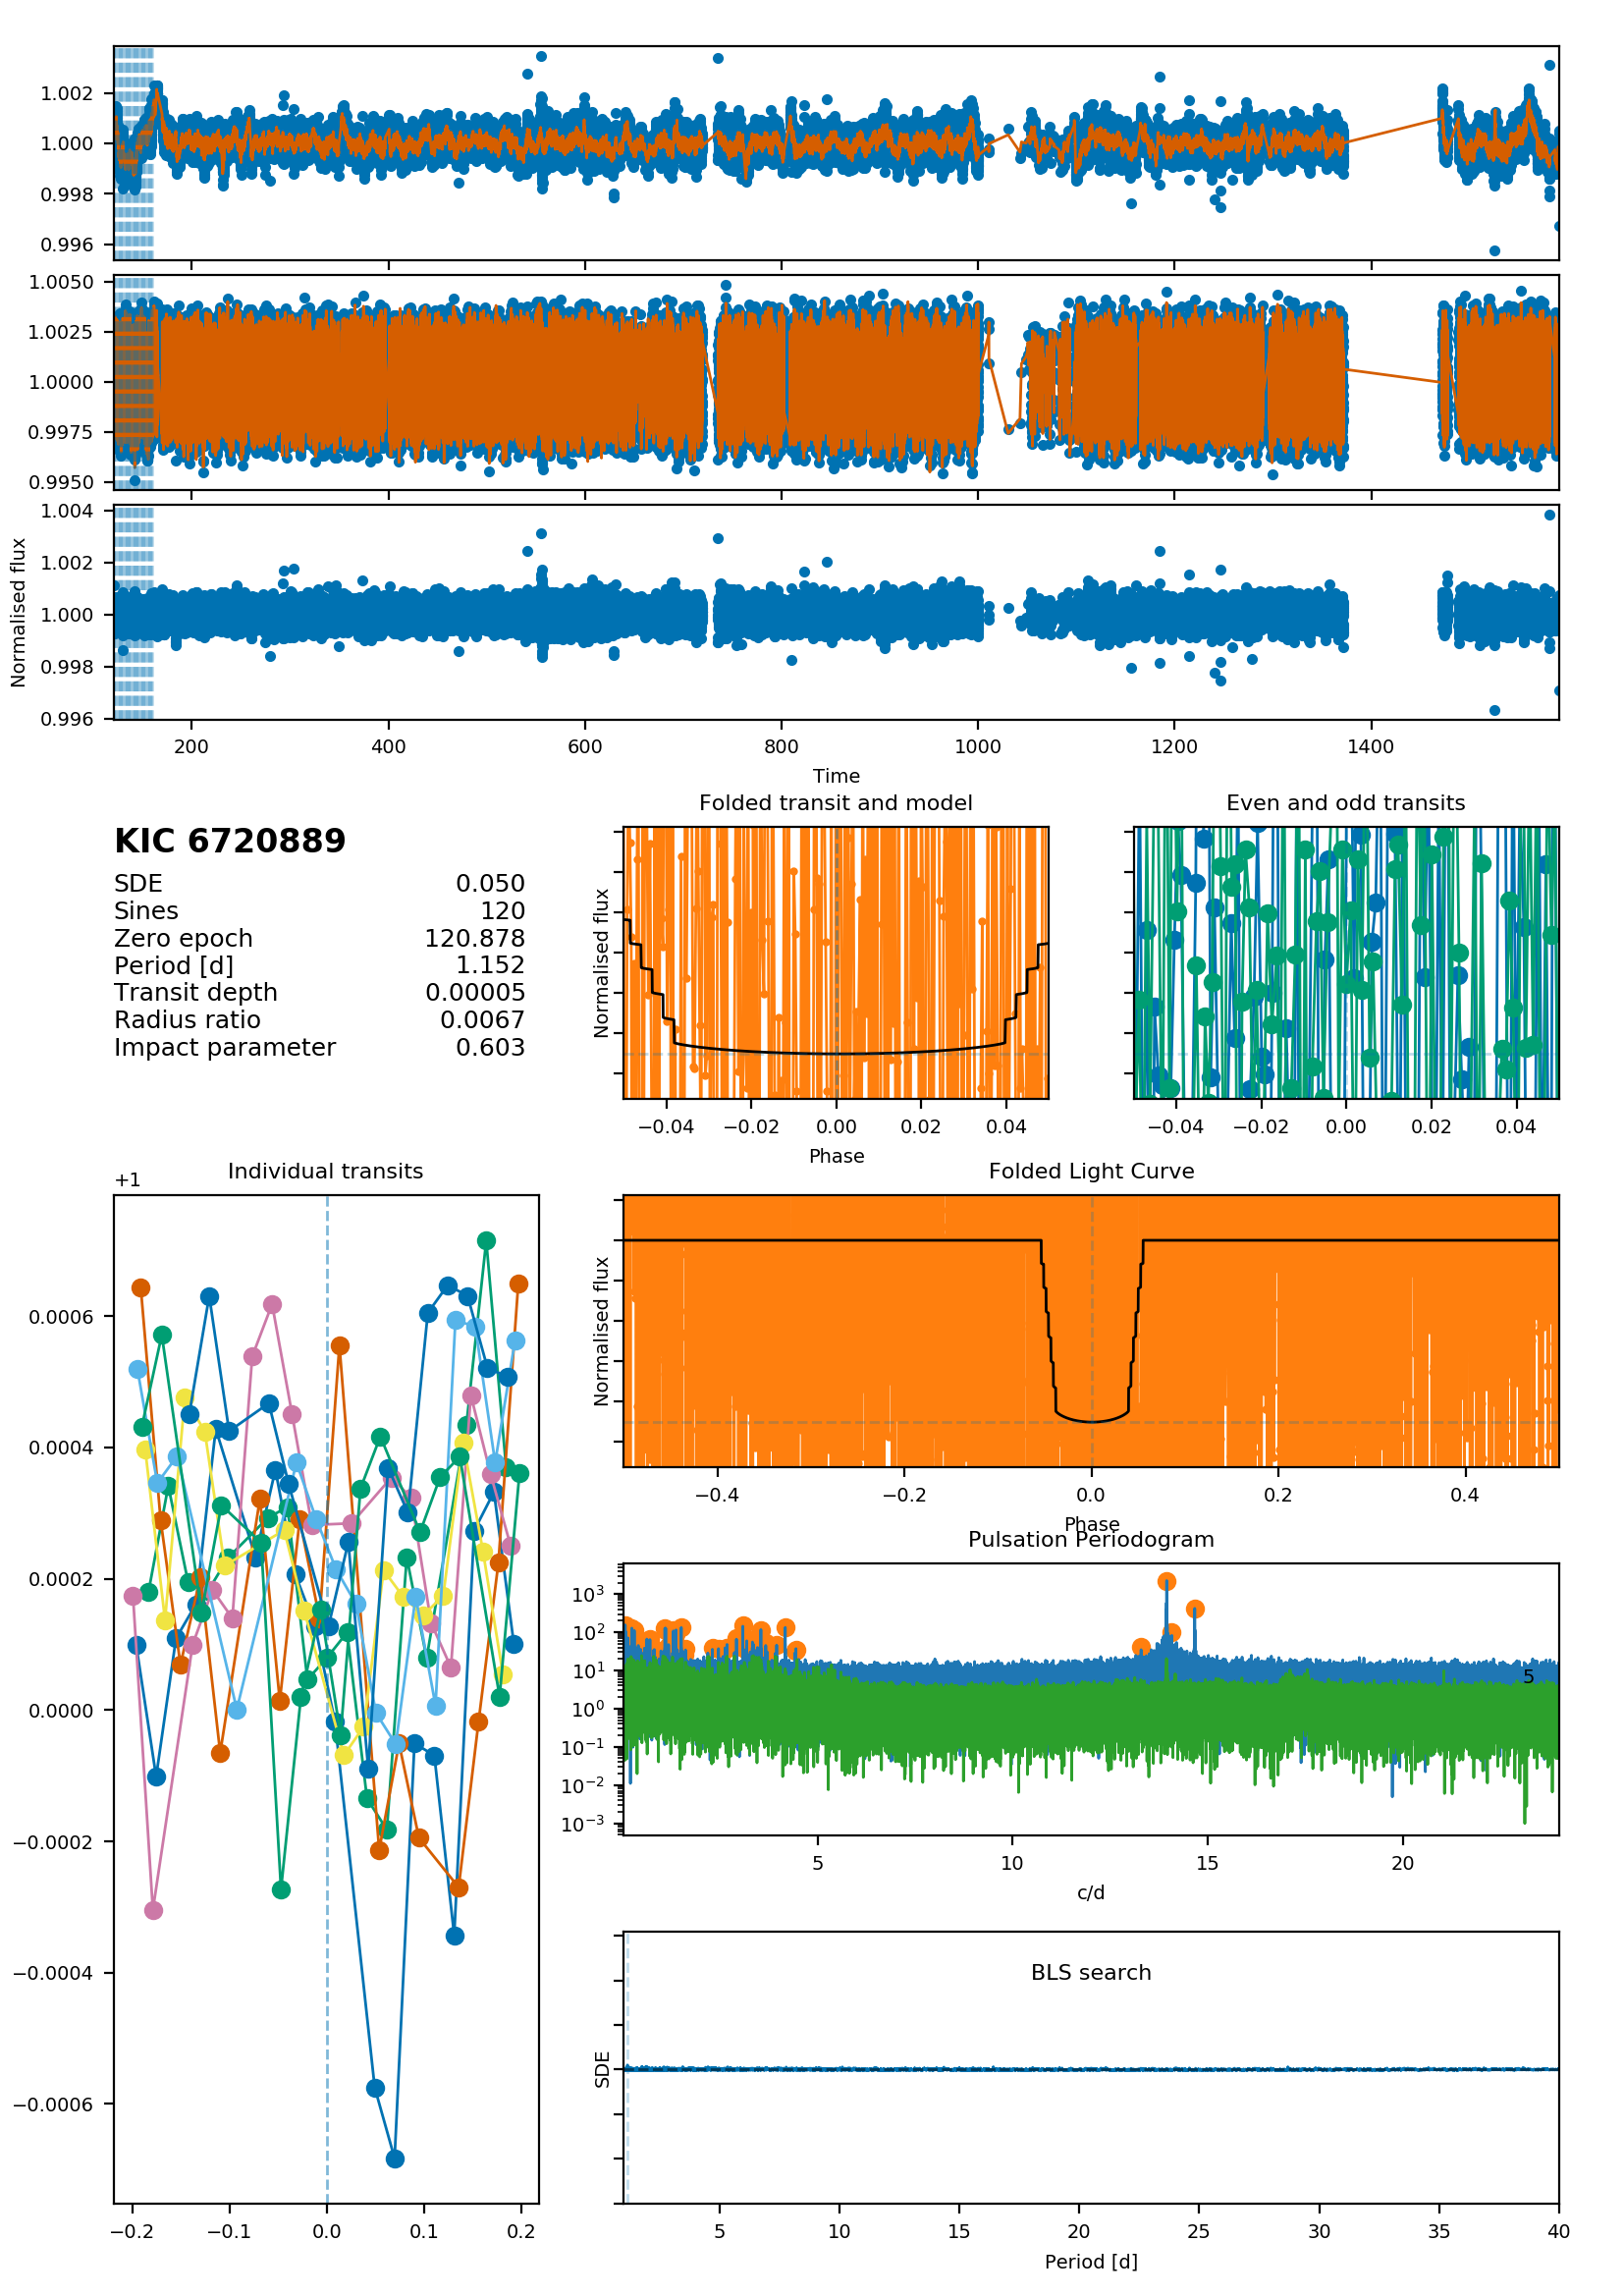 1.002
1.000
0.998
0.996
1.0050
1.0025
1.0000
0.9975
0.9950
1.004
1.002
1.000
0.998
0.996
Normalised flux
200 400 600 800 1000 1200 1400
Time
KIC 6720889
SDE 0.050
Sines 120
Zero epoch 120.878
Period [d] 1.152
Transit depth 0.00005
Radius ratio 0.0067
Impact parameter 0.603
Folded transit and model
Normalised flux
−0.04 −0.02 0.00 0.02 0.04
Phase
Even and odd transits
−0.04 −0.02 0.00 0.02 0.04
Individual transits
+1
0.0006
0.0004
0.0002
0.0000
−0.0002
−0.0004
−0.0006
−0.2 −0.1 0.0 0.1 0.2
Folded Light Curve
Normalised flux
−0.4 −0.2 0.0 0.2 0.4
Phase
Pulsation Periodogram
10³
10²
10¹
10⁰
10⁻¹
10⁻²
10⁻³
5
5 10 15 20
c/d
BLS search
SDE
5 10 15 20 25 30 35 40
Period [d]